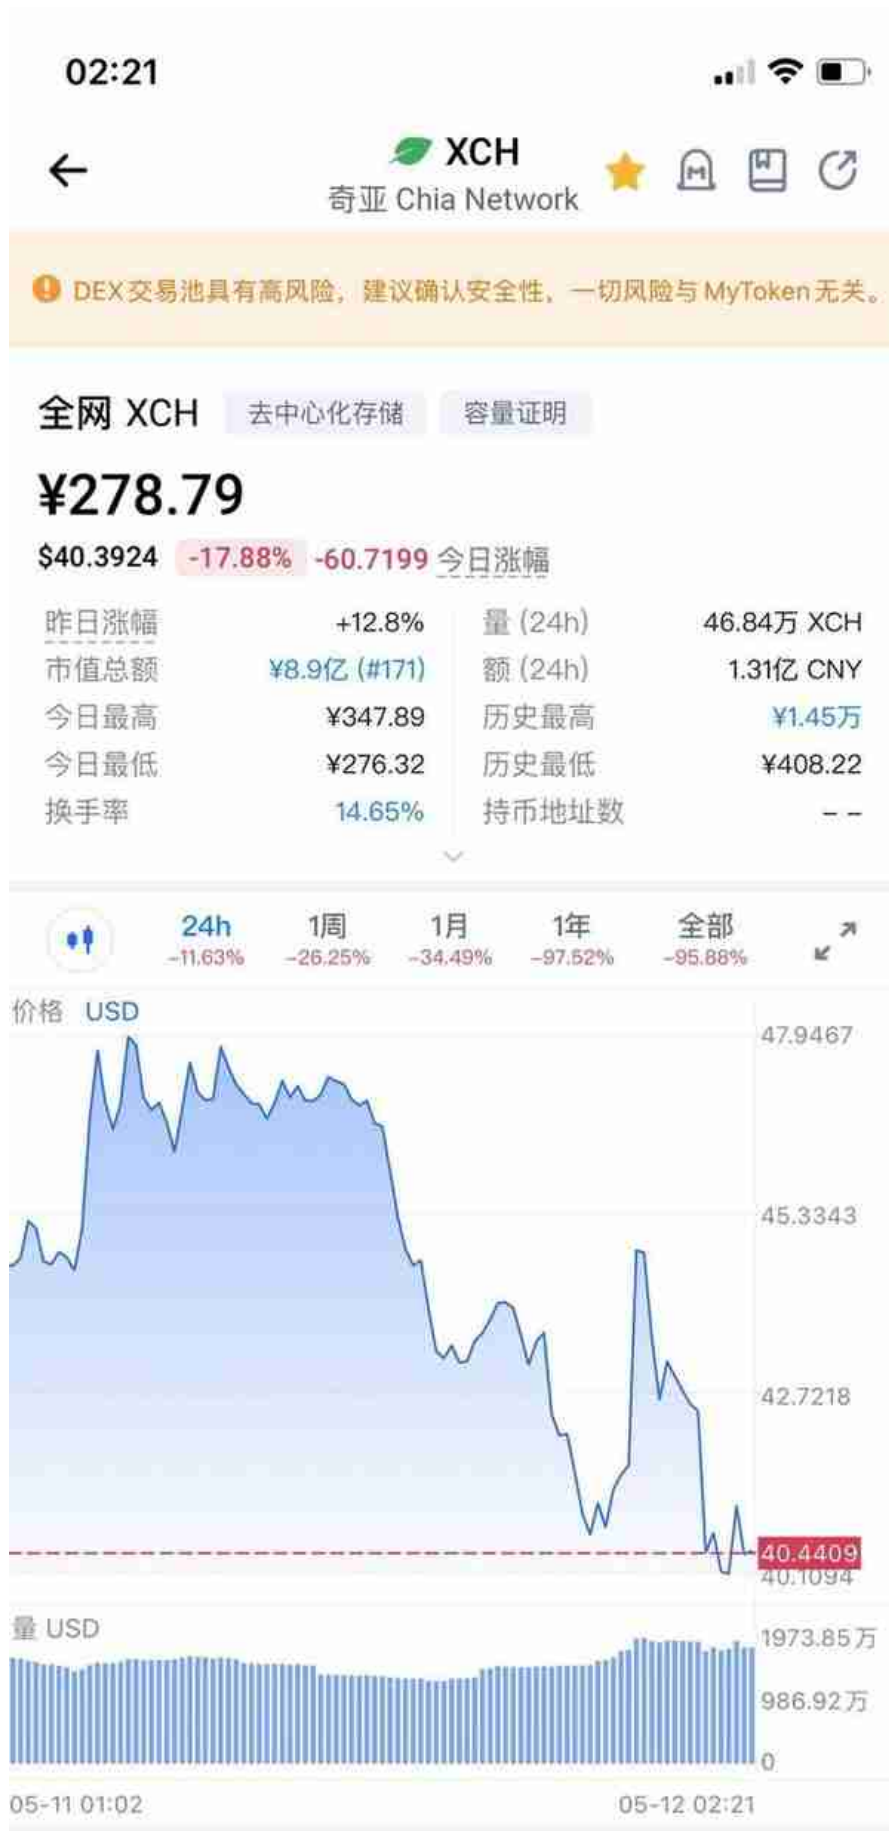 02:21
XCH
奇亚 Chia Network
DEX交易池具有高风险，建议确认安全性，一切风险与MyToken无关。
全网 XCH 去中心化存储 容量证明
¥278.79
$40.3924 -17.88% -60.7199 今日涨幅
昨日涨幅 +12.8% 量 (24h) 46.84万 XCH
市值总额 ¥8.9亿 (#171) 额 (24h) 1.31亿 CNY
今日最高 ¥347.89 历史最高 ¥1.45万
今日最低 ¥276.32 历史最低 ¥408.22
换手率 14.65% 持币地址数 – –
24h 1周 1月 1年 全部
-11.63% -26.25% -34.49% -97.52% -95.88%
价格 USD
47.9467
45.3343
42.7218
40.4409
40.1094
量 USD
1973.85万
986.92万
0
05-11 01:02 05-12 02:21